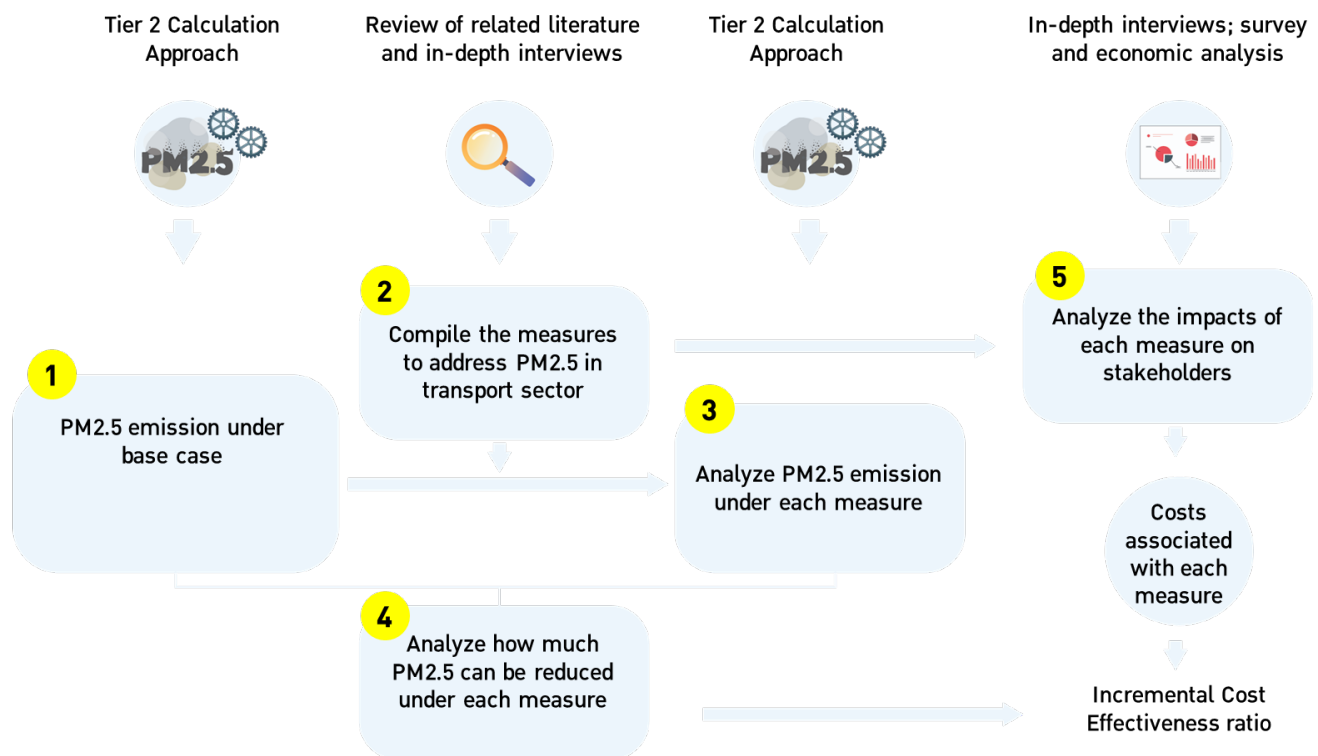 Tier 2 Calculation
Approach
Review of related literature
and in-depth interviews
Tier 2 Calculation
Approach
In-depth interviews; survey
and economic analysis
PM2.5
PM2.5
1
PM2.5 emission under
base case
2
Compile the measures
to address PM2.5 in
transport sector
3
Analyze PM2.5 emission
under each measure
4
Analyze how much
PM2.5 can be reduced
under each measure
5
Analyze the impacts of
each measure on
stakeholders
Costs
associated
with each
measure
Incremental Cost
Effectiveness ratio